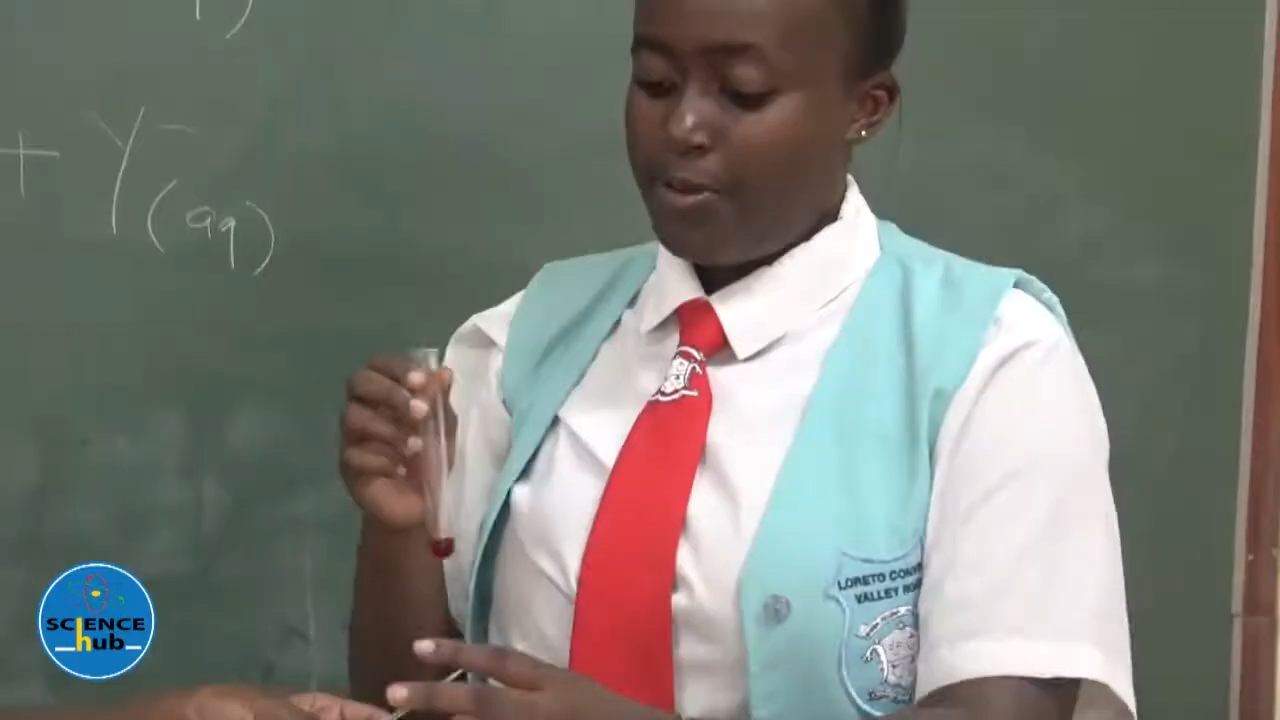 + Y⁻(aq)
SCIENCE
hub
LORETO CONV
VALLEY RO